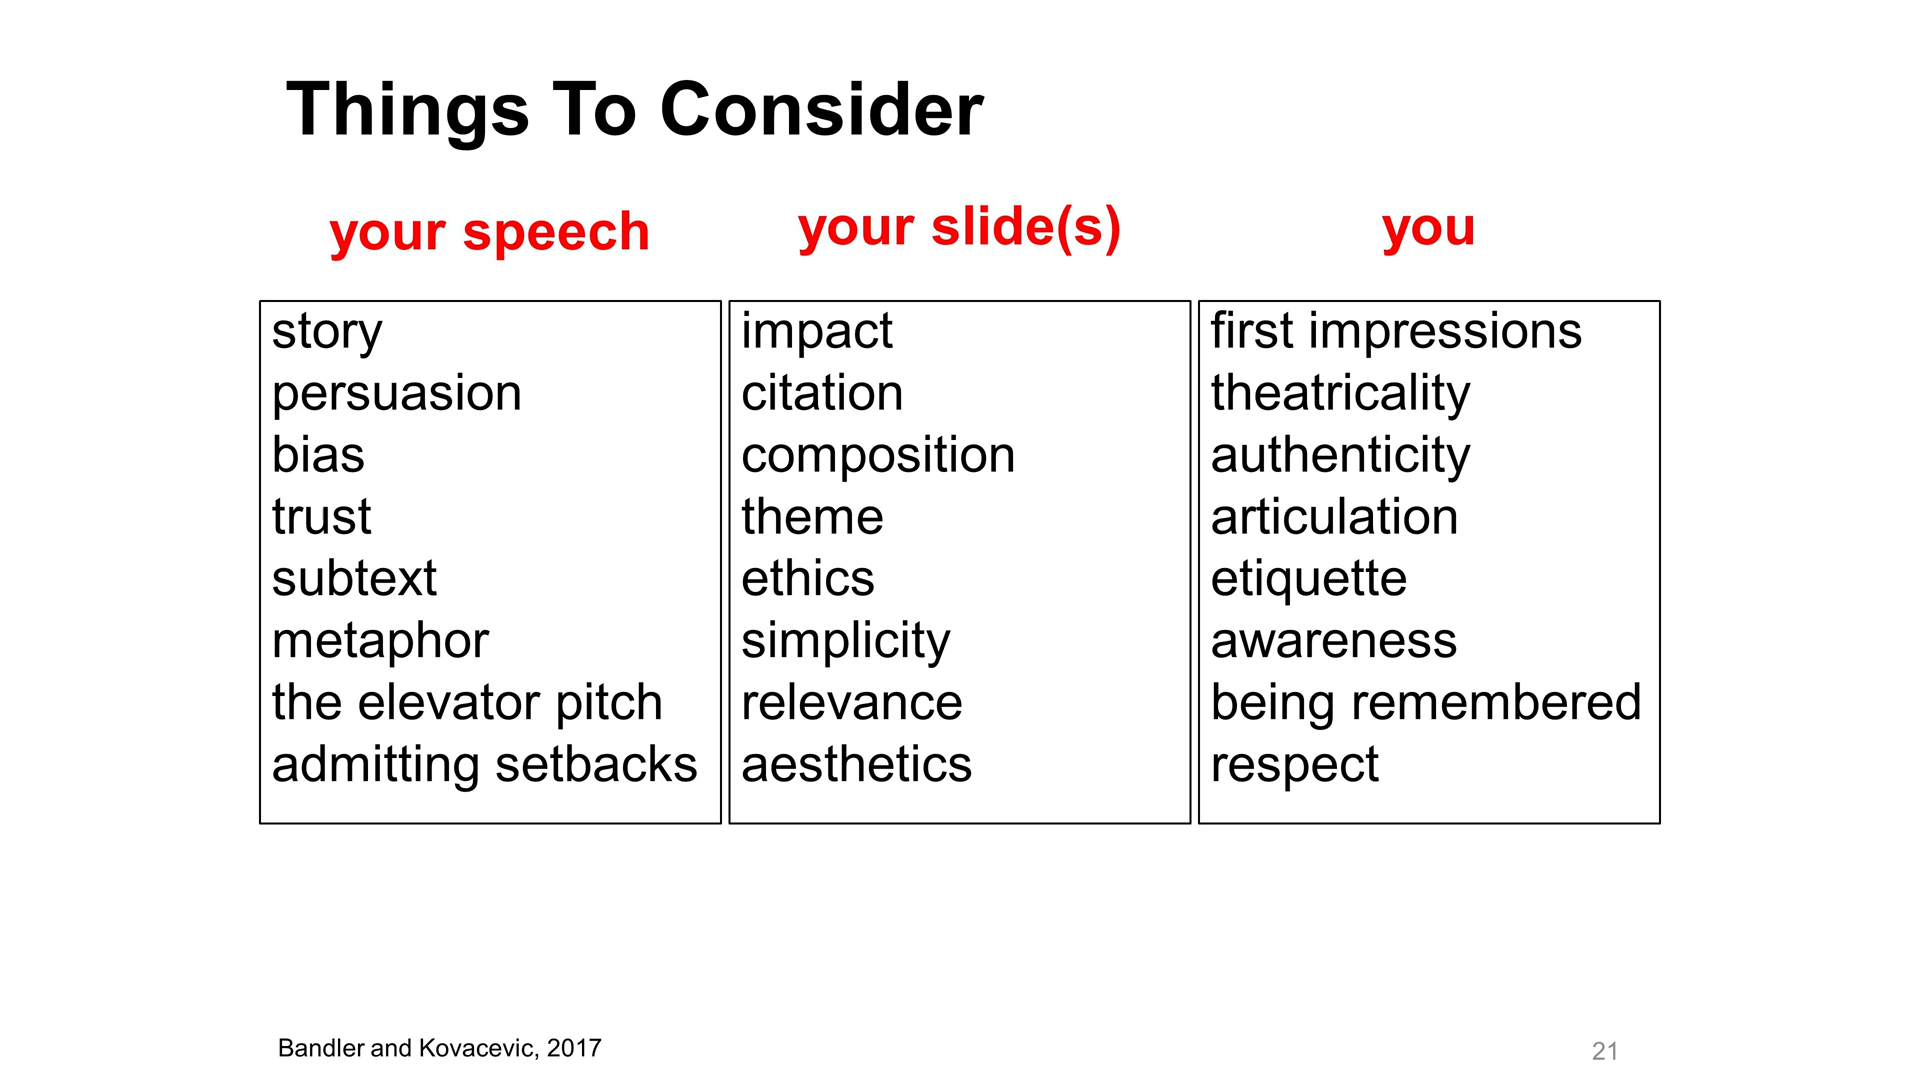 Things To Consider
your speech
your slide(s)
you
story
persuasion
bias
trust
subtext
metaphor
the elevator pitch
admitting setbacks
impact
citation
composition
theme
ethics
simplicity
relevance
aesthetics
first impressions
theatricality
authenticity
articulation
etiquette
awareness
being remembered
respect
Bandler and Kovacevic, 2017
21